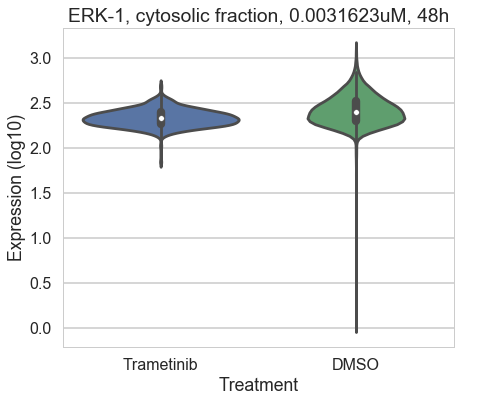 ERK-1, cytosolic fraction, 0.0031623uM, 48h
Expression (log10)
3.0
2.5
2.0
1.5
1.0
0.5
0.0
Trametinib DMSO
Treatment